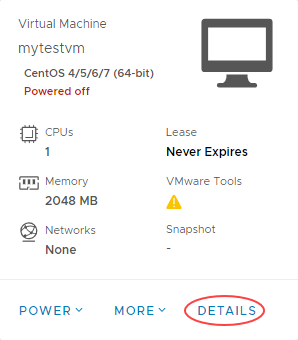 Virtual Machine
mytestvm
CentOS 4/5/6/7 (64-bit)
Powered off
CPUs
1
Lease
Never Expires
Memory
2048 MB
VMware Tools
Networks
None
Snapshot
-
POWER MORE DETAILS